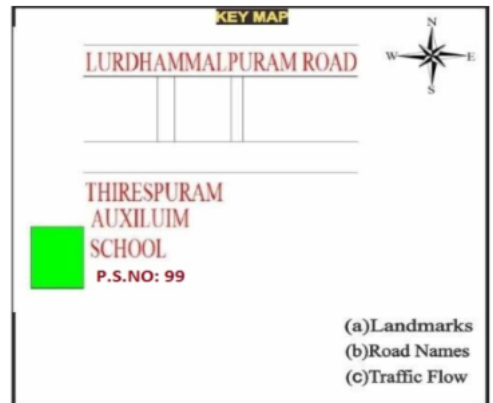 KEY MAP
N
W E
S
LURDHAMMALPURAM ROAD
THIRESPURAM
AUXILUIM
SCHOOL
P.S.NO: 99
(a)Landmarks
(b)Road Names
(c)Traffic Flow